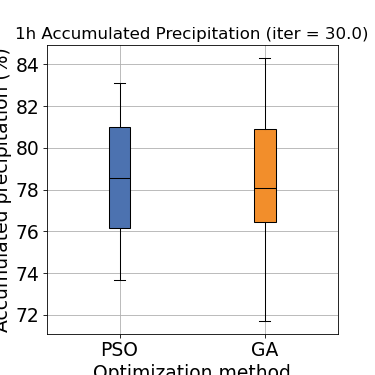 1h Accumulated Precipitation (iter = 30.0)
Accumulated precipitation (%)
84
82
80
78
76
74
72
PSO GA
Optimization method